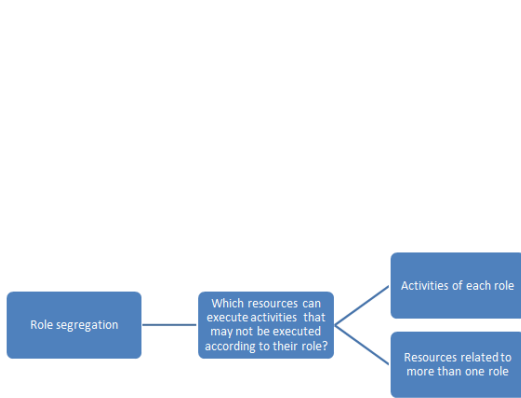 Role segregation
Which resources can
execute activities that
may not be executed
according to their role?
Activities of each role
Resources related to
more than one role